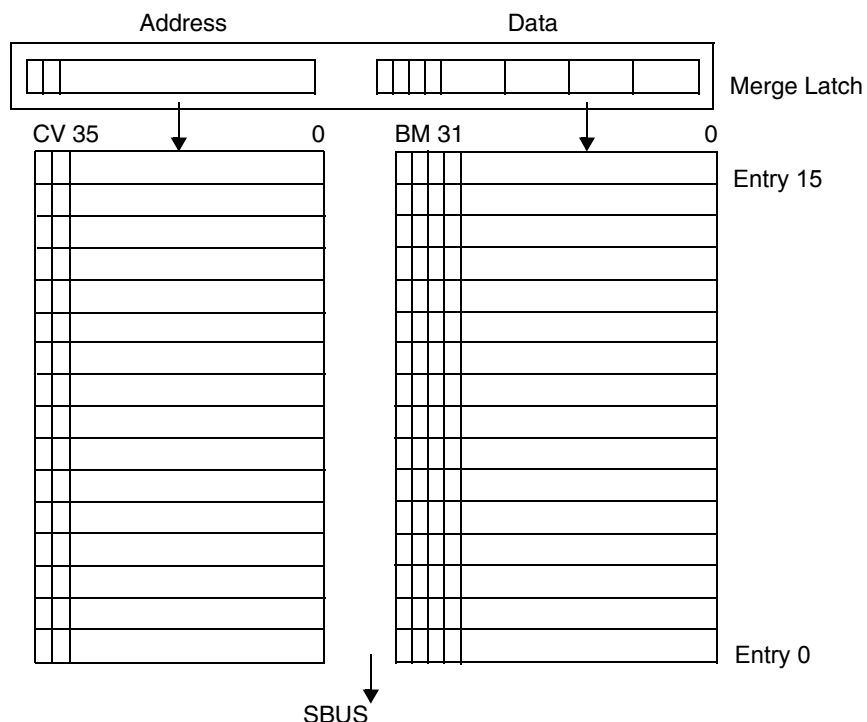 Address Data
Merge Latch
CV 35 0 BM 31 0
Entry 15
Entry 0
SBUS